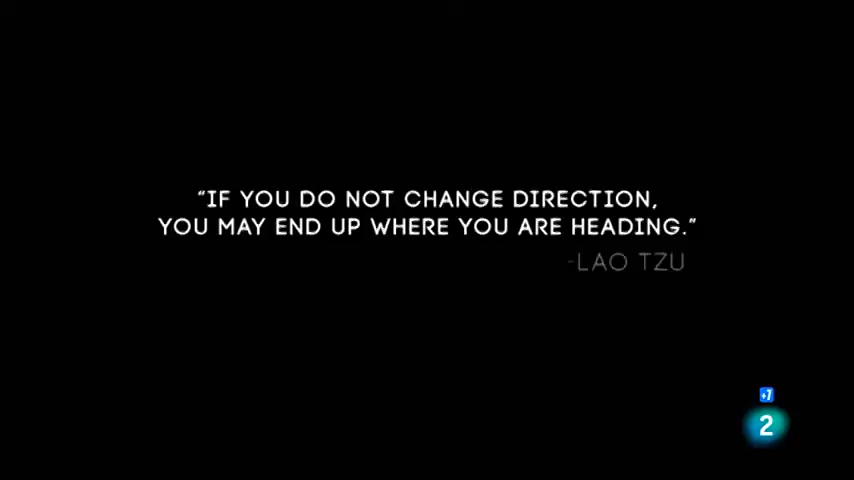 “IF YOU DO NOT CHANGE DIRECTION,
YOU MAY END UP WHERE YOU ARE HEADING.”
-LAO TZU
+7
2